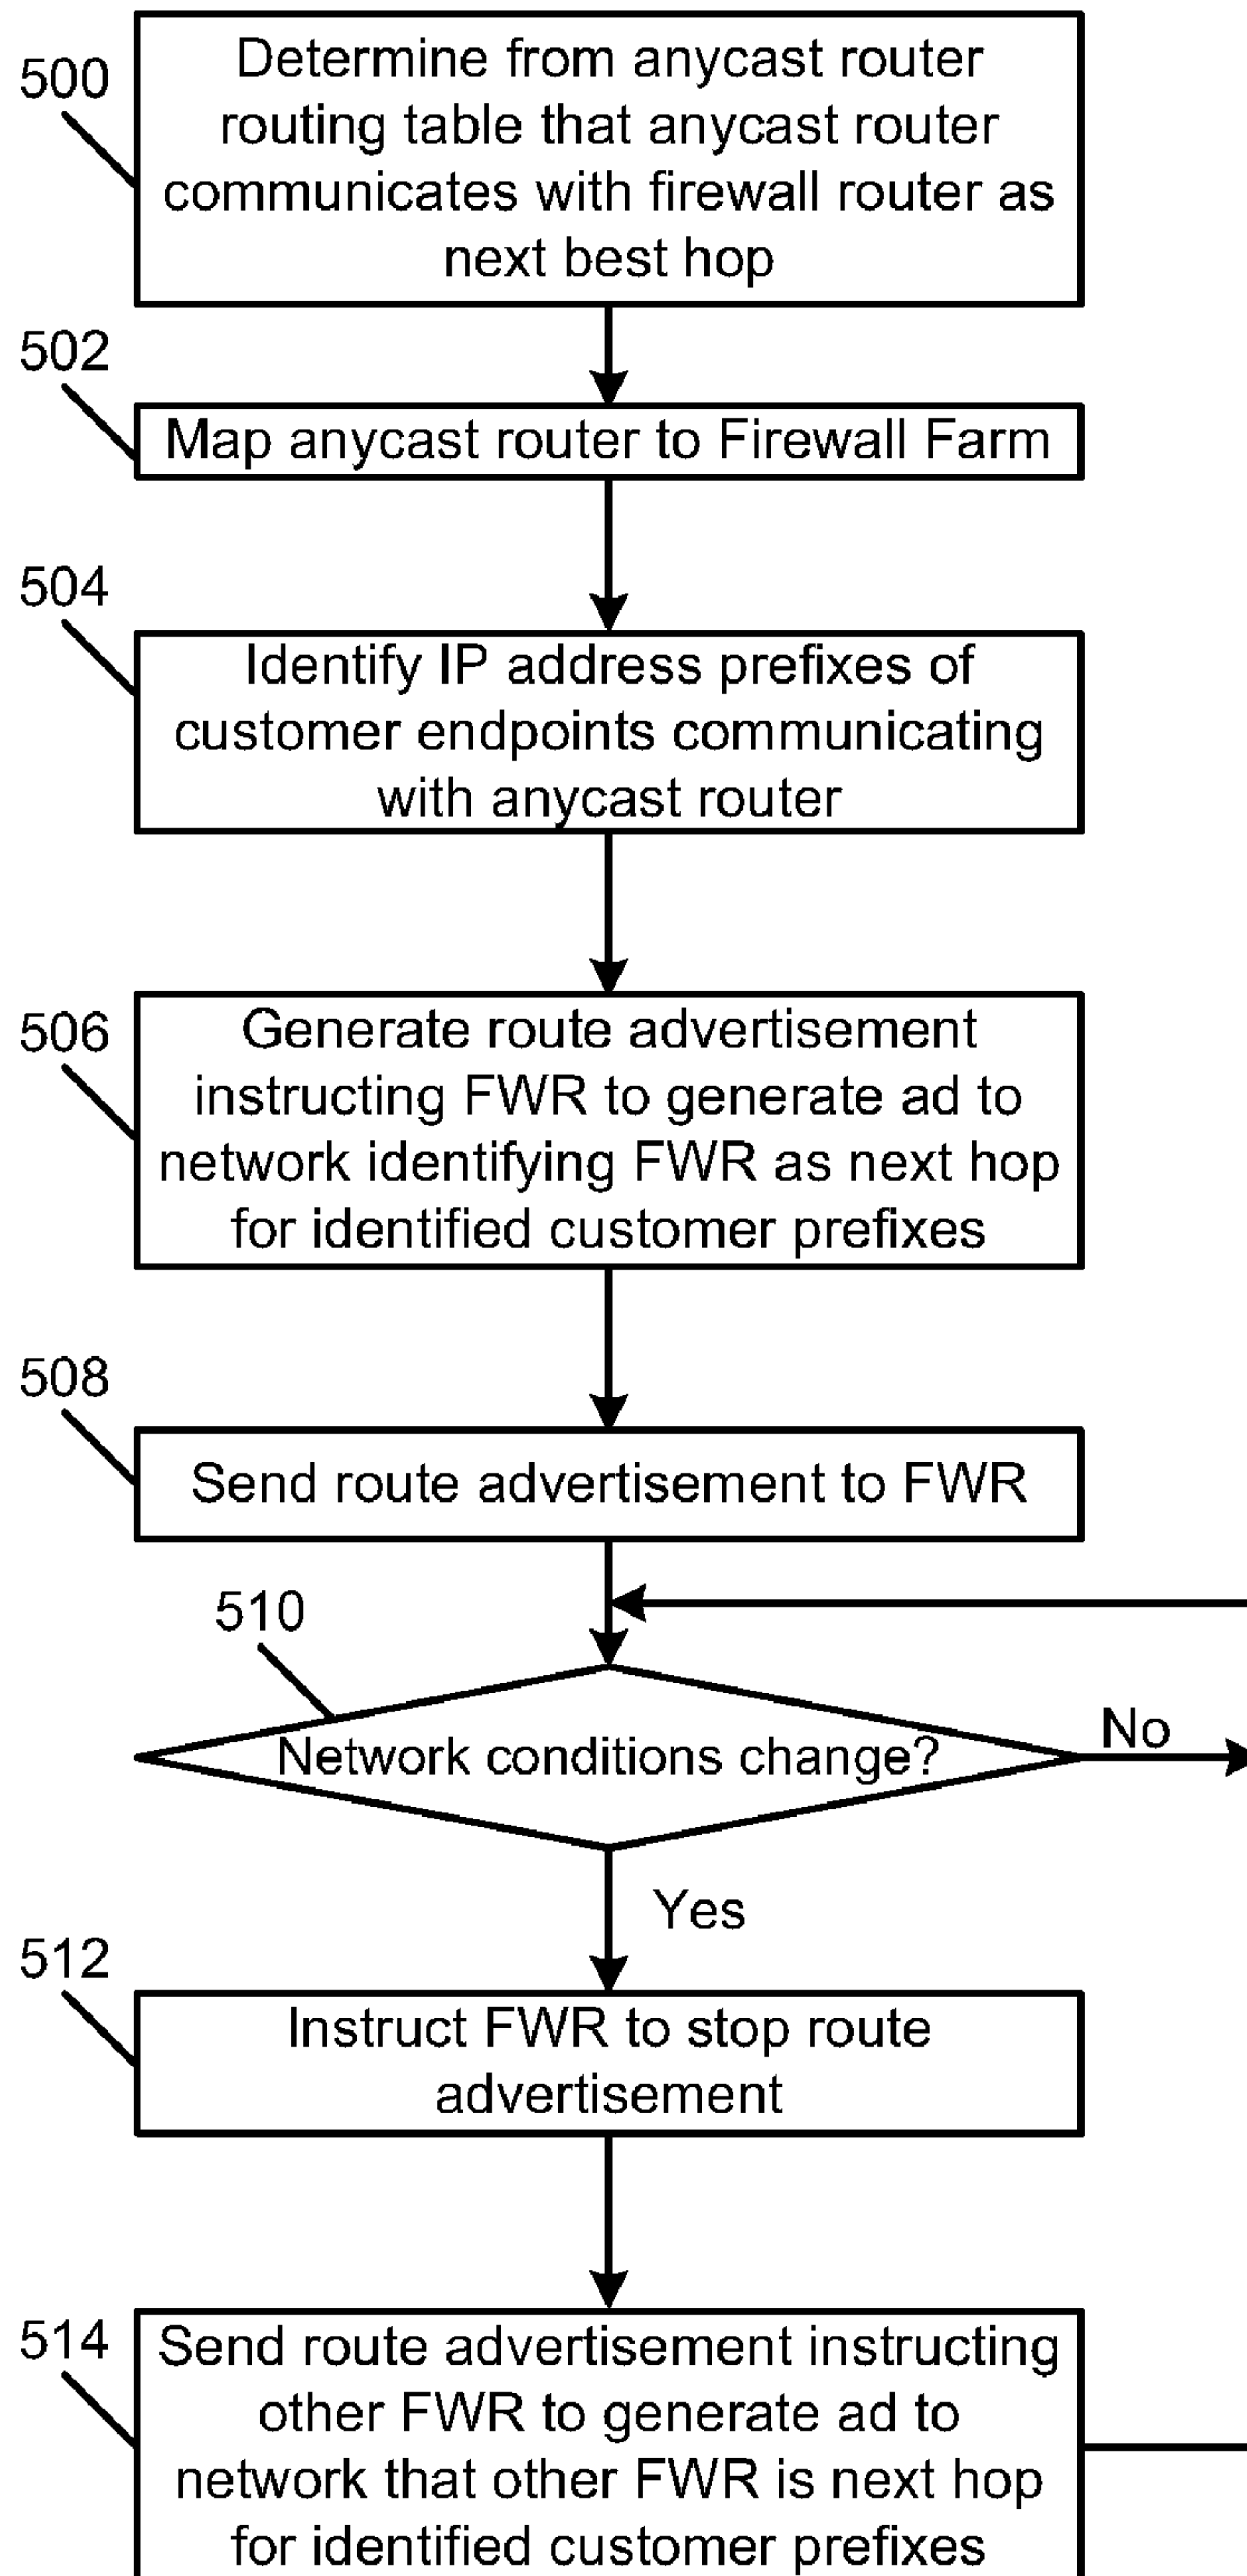 500
Determine from anycast router
routing table that anycast router
communicates with firewall router as
next best hop
502
Map anycast router to Firewall Farm
504
Identify IP address prefixes of
customer endpoints communicating
with anycast router
506
Generate route advertisement
instructing FWR to generate ad to
network identifying FWR as next hop
for identified customer prefixes
508
Send route advertisement to FWR
510
Network conditions change?
No
Yes
512
Instruct FWR to stop route
advertisement
514
Send route advertisement instructing
other FWR to generate ad to
network that other FWR is next hop
for identified customer prefixes